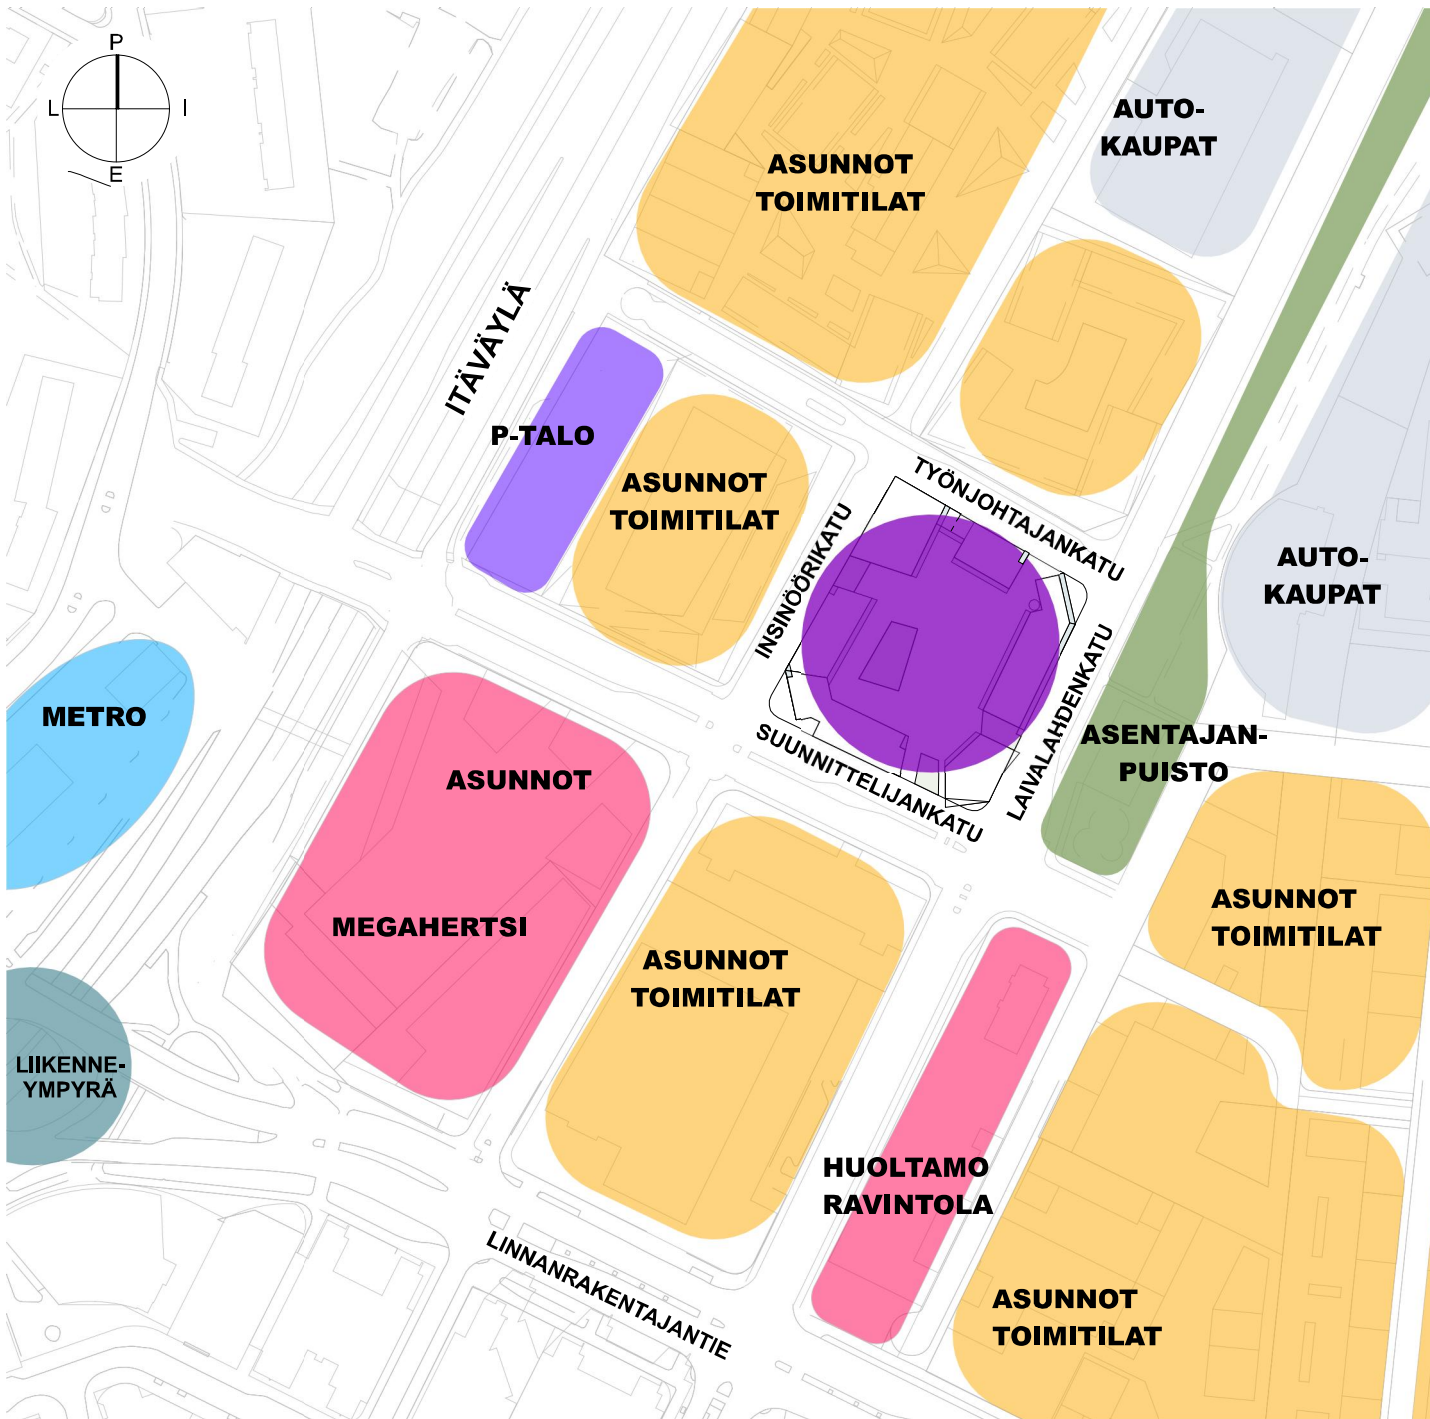 P
L
I
E
AUTO-
KAUPAT
ASUNNOT
TOIMITILAT
ITÄVÄYLÄ
P-TALO
ASUNNOT
TOIMITILAT
TYÖNJOHTAJANKATU
INSINÖÖRIKATU
AUTO-
KAUPAT
LAIVALAHDENKATU
METRO
ASENTAJAN-
PUISTO
SUUNNITTELIJANKATU
ASUNNOT
MEGAHERTSI
ASUNNOT
TOIMITILAT
ASUNNOT
TOIMITILAT
LIIKENNE-
YMPYRÄ
HUOLTAMO
RAVINTOLA
LINNANRAKENTAJANTIE
ASUNNOT
TOIMITILAT